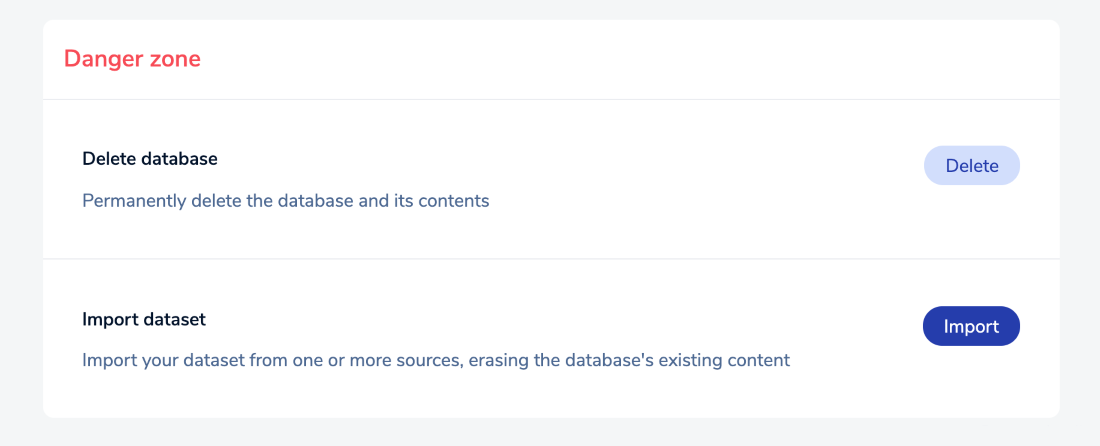 Danger zone
Delete database
Delete
Permanently delete the database and its contents
Import dataset
Import
Import your dataset from one or more sources, erasing the database's existing content